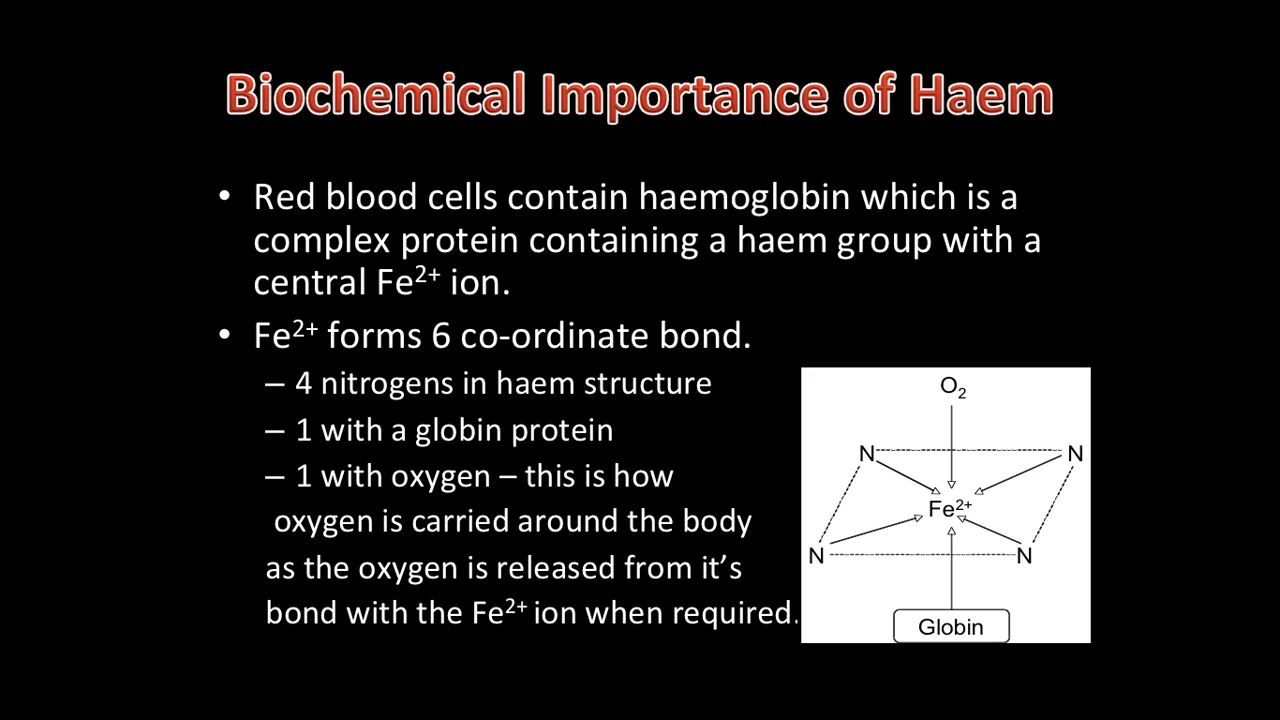 Biochemical Importance of Haem
• Red blood cells contain haemoglobin which is a
complex protein containing a haem group with a
central Fe²⁺ ion.
• Fe²⁺ forms 6 co-ordinate bond.
– 4 nitrogens in haem structure
– 1 with a globin protein
– 1 with oxygen – this is how
oxygen is carried around the body
as the oxygen is released from it’s
bond with the Fe²⁺ ion when required.
O₂
N N
Fe²⁺
N N
Globin